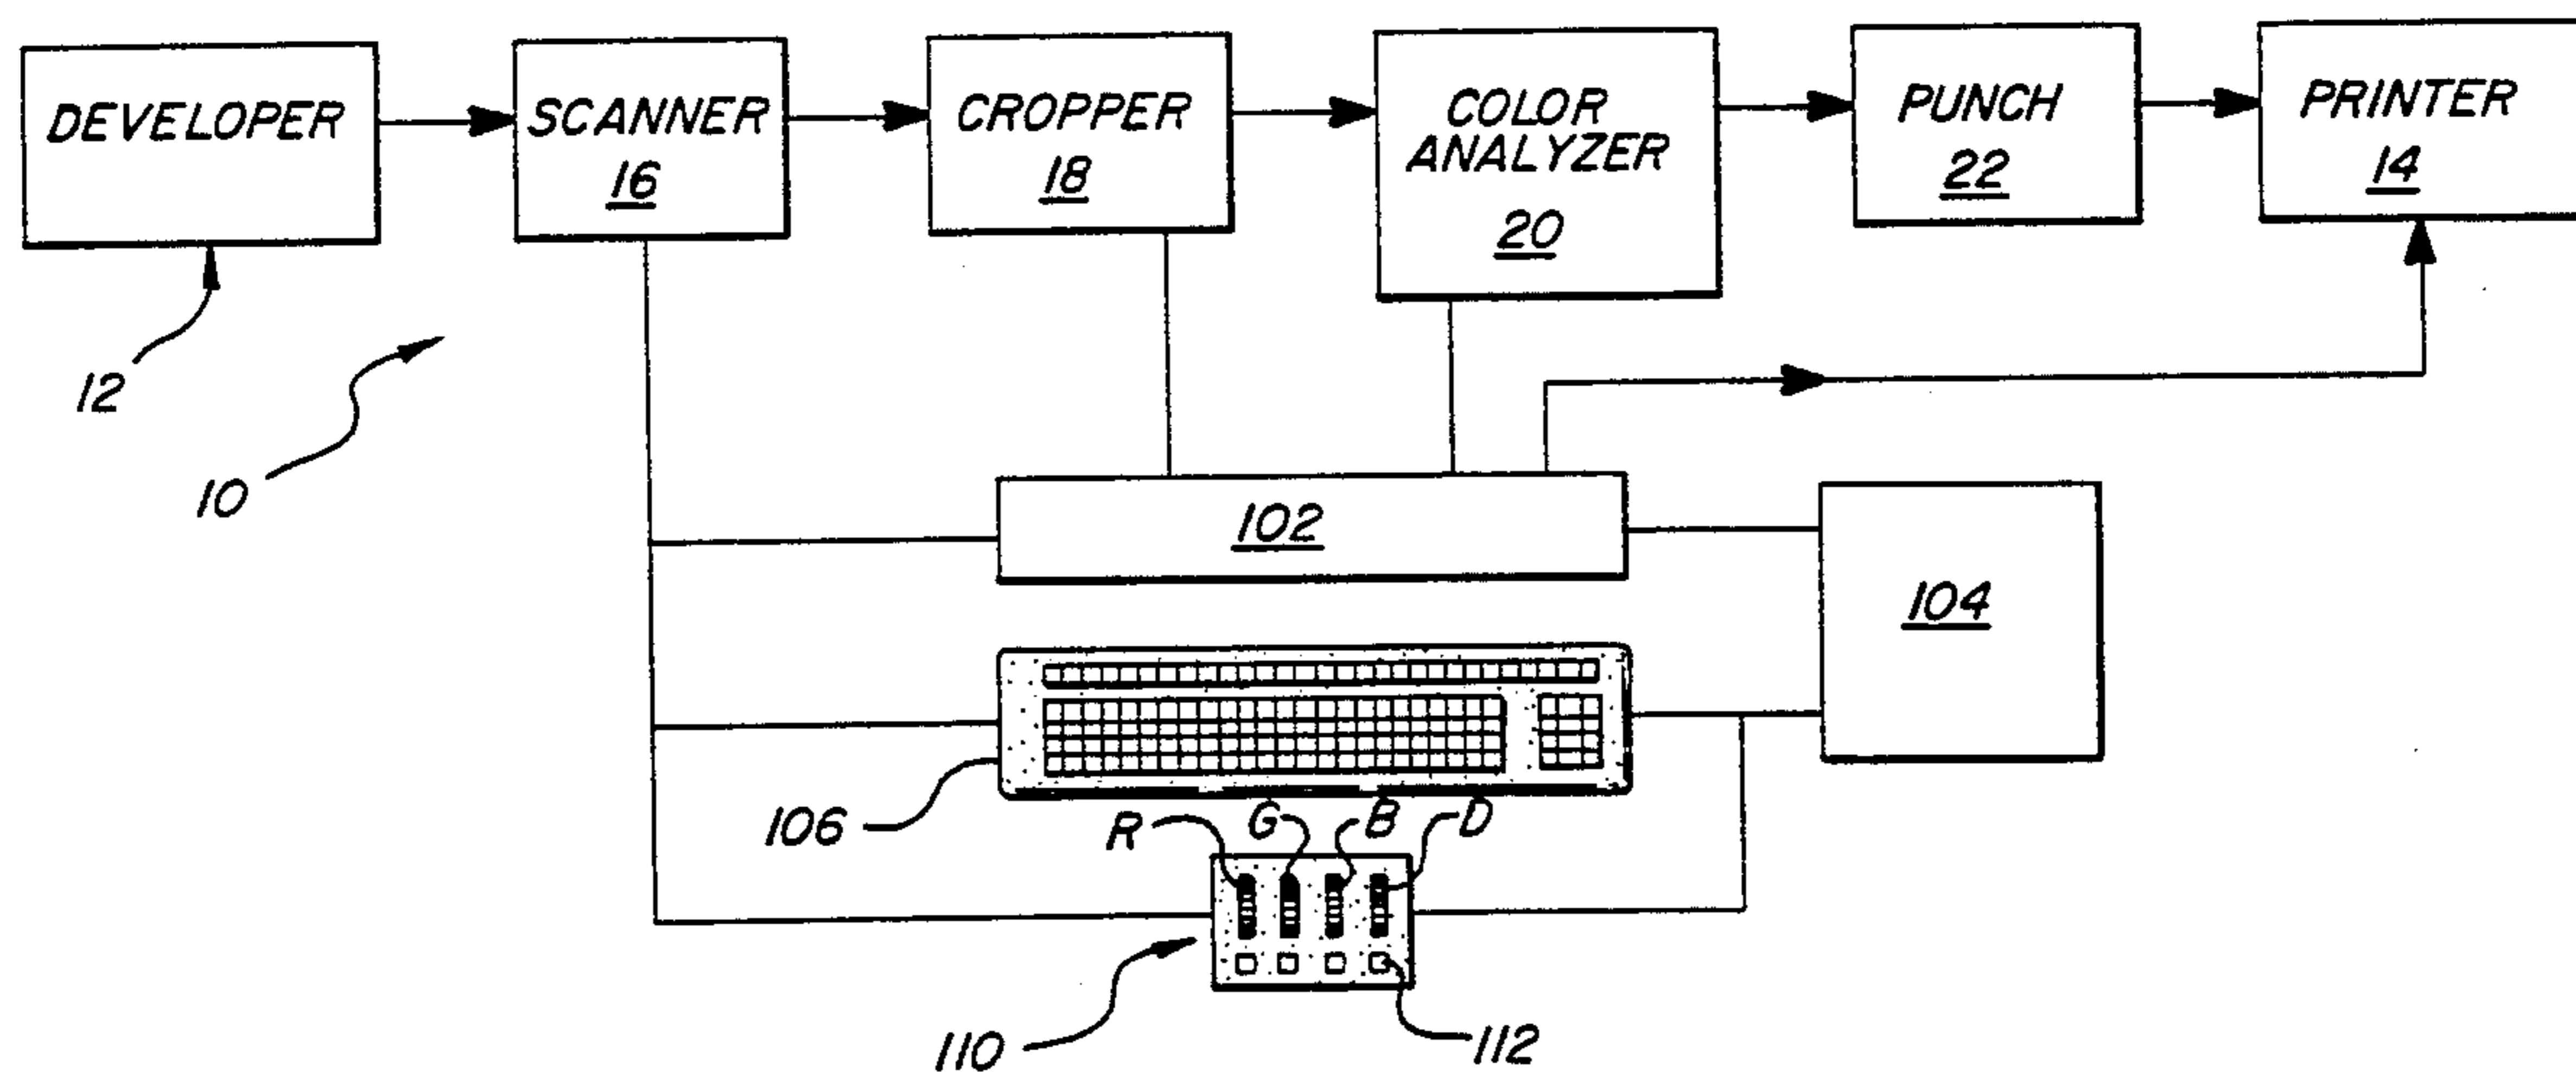 DEVELOPER
SCANNER
16
CROPPER
18
COLOR
ANALYZER
20
PUNCH
22
PRINTER
14
12
10
102
104
106
R
G
B
D
110
112